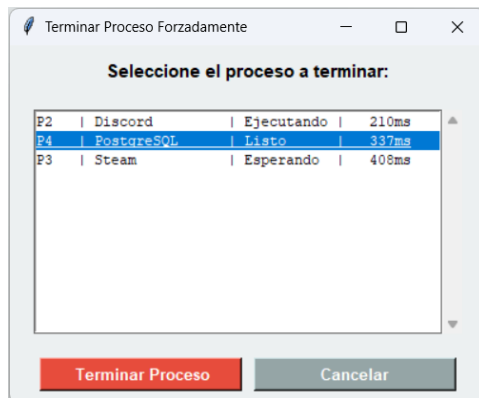 Terminar Proceso Forzadamente
Seleccione el proceso a terminar:
P2 | Discord | Ejecutando | 210ms
P4 | PostgreSQL | Listo | 337ms
P3 | Steam | Esperando | 408ms
Terminar Proceso Cancelar